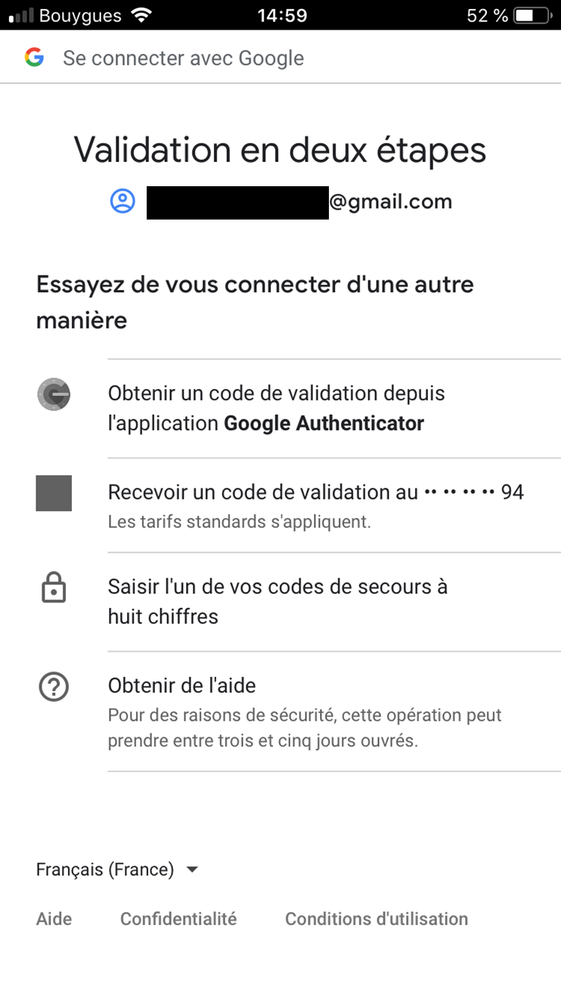 Bouygues 14:59 52 %
Se connecter avec Google
Validation en deux étapes
@gmail.com
Essayez de vous connecter d'une autre
manière
Obtenir un code de validation depuis
l'application Google Authenticator
Recevoir un code de validation au •• •• •• •• 94
Les tarifs standards s'appliquent.
Saisir l'un de vos codes de secours à
huit chiffres
Obtenir de l'aide
Pour des raisons de sécurité, cette opération peut
prendre entre trois et cinq jours ouvrés.
Français (France)
Aide Confidentialité Conditions d'utilisation